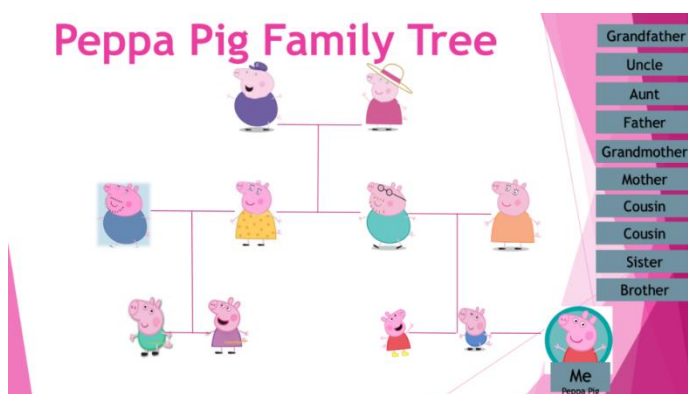 Peppa Pig Family Tree
Grandfather
Uncle
Aunt
Father
Grandmother
Mother
Cousin
Cousin
Sister
Brother
Me
Peppa Pig